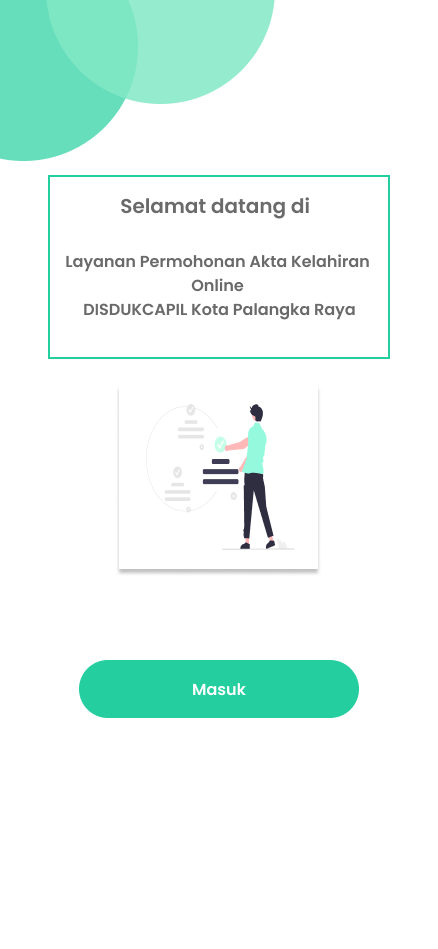 Selamat datang di
Layanan Permohonan Akta Kelahiran
Online
DISDUKCAPIL Kota Palangka Raya
Masuk